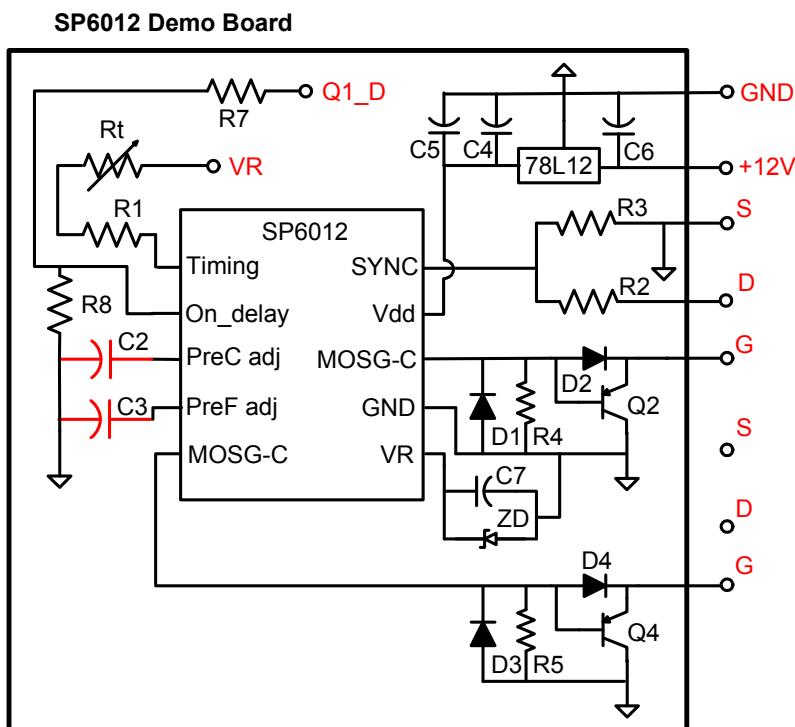 SP6012 Demo Board
R7
Q1_D
GND
Rt
VR
C5
C4
78L12
C6
+12V
R1
R3
S
SP6012
Timing
SYNC
R2
D
R8
On_delay
Vdd
C2
PreC adj
MOSG-C
D2
G
Q2
C3
PreF adj
GND
D1
R4
S
MOSG-C
VR
C7
ZD
D
D4
G
Q4
D3
R5